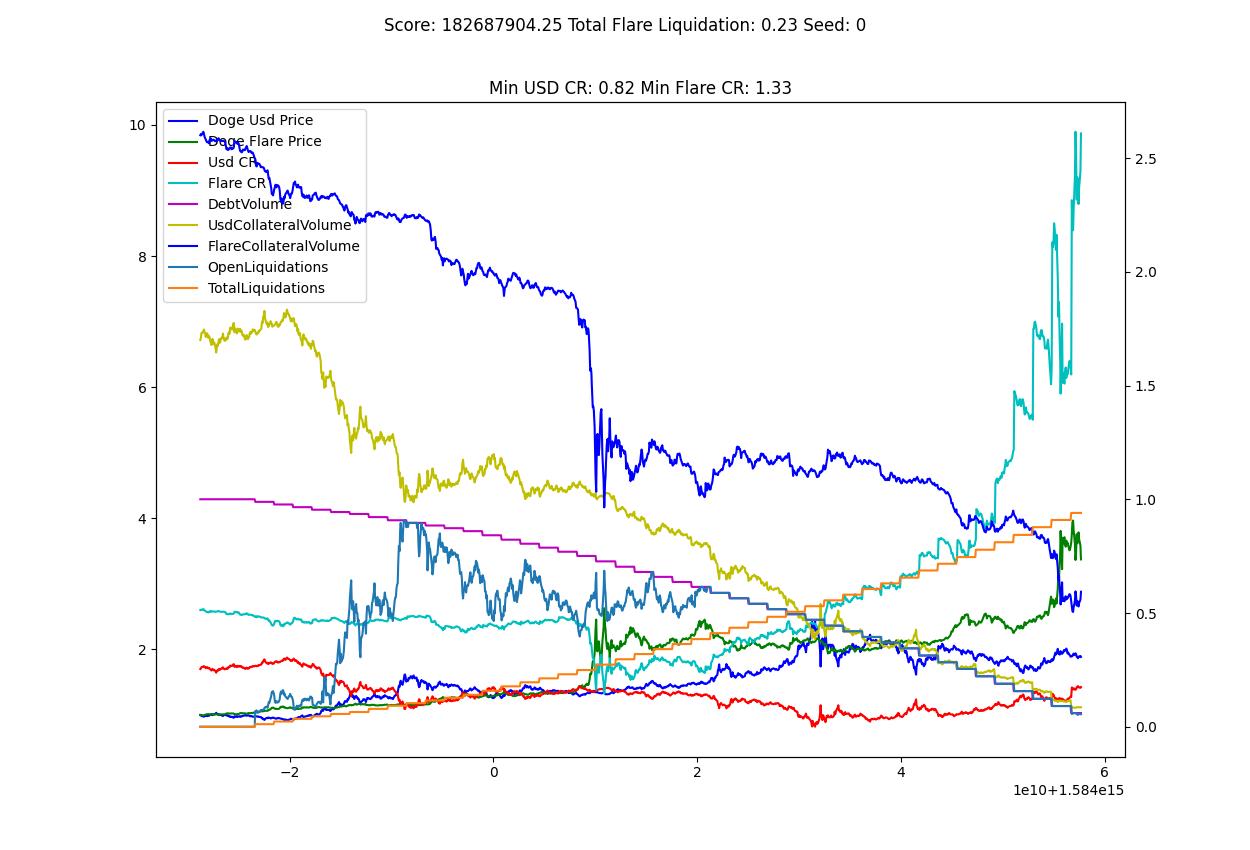 Score: 182687904.25 Total Flare Liquidation: 0.23 Seed: 0
Min USD CR: 0.82 Min Flare CR: 1.33
Doge Usd Price
Doge Flare Price
Usd CR
Flare CR
DebtVolume
UsdCollateralVolume
FlareCollateralVolume
OpenLiquidations
TotalLiquidations
10
8
6
4
2
2.5
2.0
1.5
1.0
0.5
0.0
−2
0
2
4
6
1e10+1.584e15